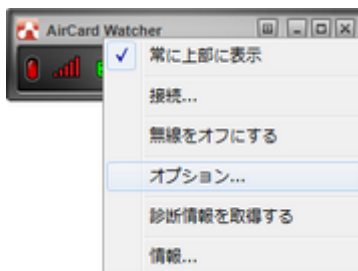 AirCard Watcher
常に上部に表示
接続...
無線をオフにする
オプション...
診断情報を取得する
情報...